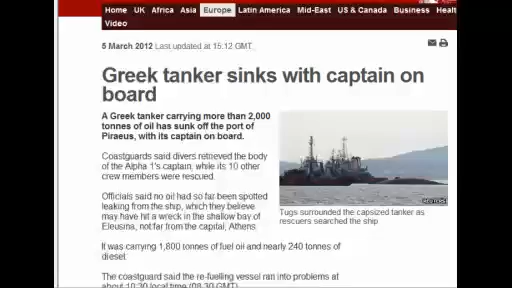 Home UK Africa Asia Europe Latin America Mid-East US & Canada Business Healt
Video
5 March 2012 Last updated at 15:12 GMT
Greek tanker sinks with captain on
board
A Greek tanker carrying more than 2,000
tonnes of oil has sunk off the port of
Piraeus, with its captain on board.
Coastguards said divers retrieved the body
of the Alpha 1's captain, while its 10 other
crew members were rescued.
Officials said no oil had so far been spotted
leaking from the ship, which they believe
may have hit a wreck in the shallow bay of
Eleusina, not far from the capital, Athens.
It was carrying 1,800 tonnes of fuel oil and nearly 240 tonnes of
diesel.
The coastguard said the re-fuelling vessel ran into problems at
about 10:30 local time (08:30 GMT)
REUTERS
Tugs surrounded the capsized tanker as
rescuers searched the ship